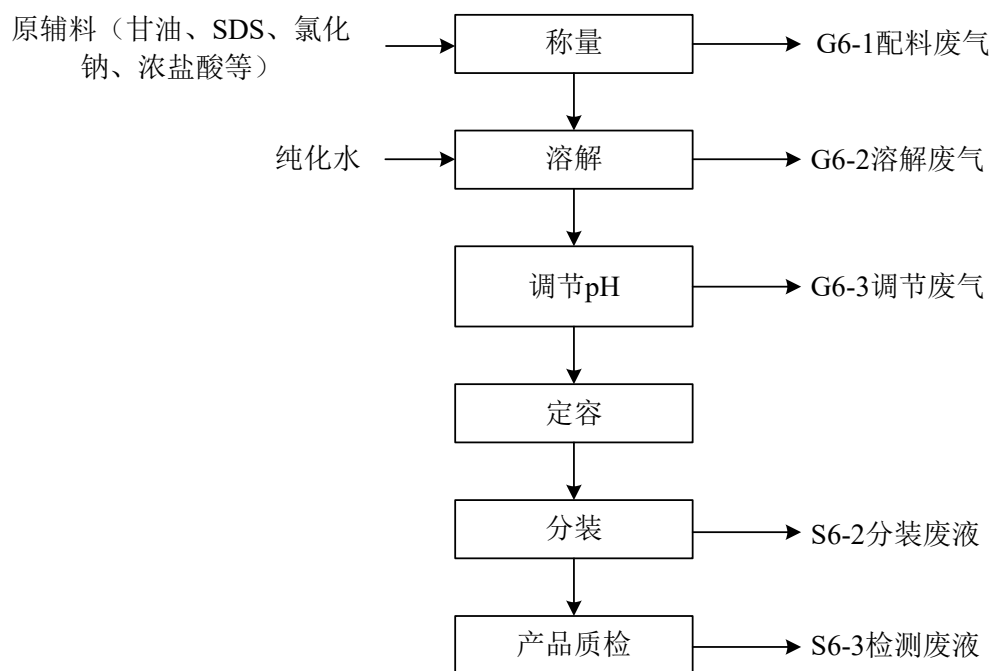 原辅料（甘油、SDS、氯化
钠、浓盐酸等）
称量
G6-1配料废气
纯化水
溶解
G6-2溶解废气
调节pH
G6-3调节废气
定容
分装
S6-2分装废液
产品质检
S6-3检测废液